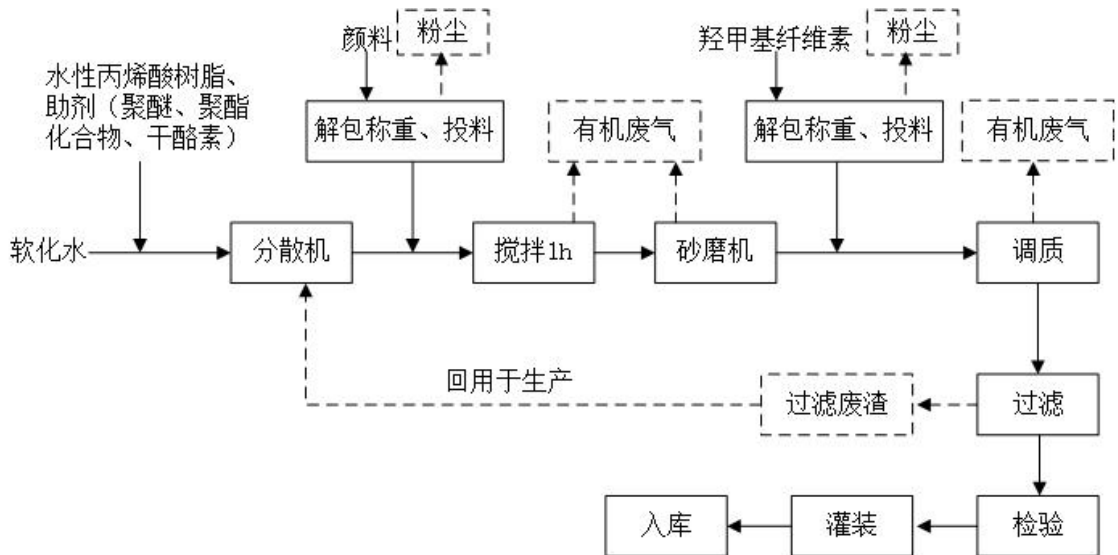 粉尘
颜料
粉尘
羟甲基纤维素
水性丙烯酸树脂、
助剂（聚醚、聚酯
化合物、干酪素）
解包称重、投料
有机废气
解包称重、投料
有机废气
软化水
分散机
搅拌1h
砂磨机
调质
回用于生产
过滤废渣
过滤
入库
灌装
检验